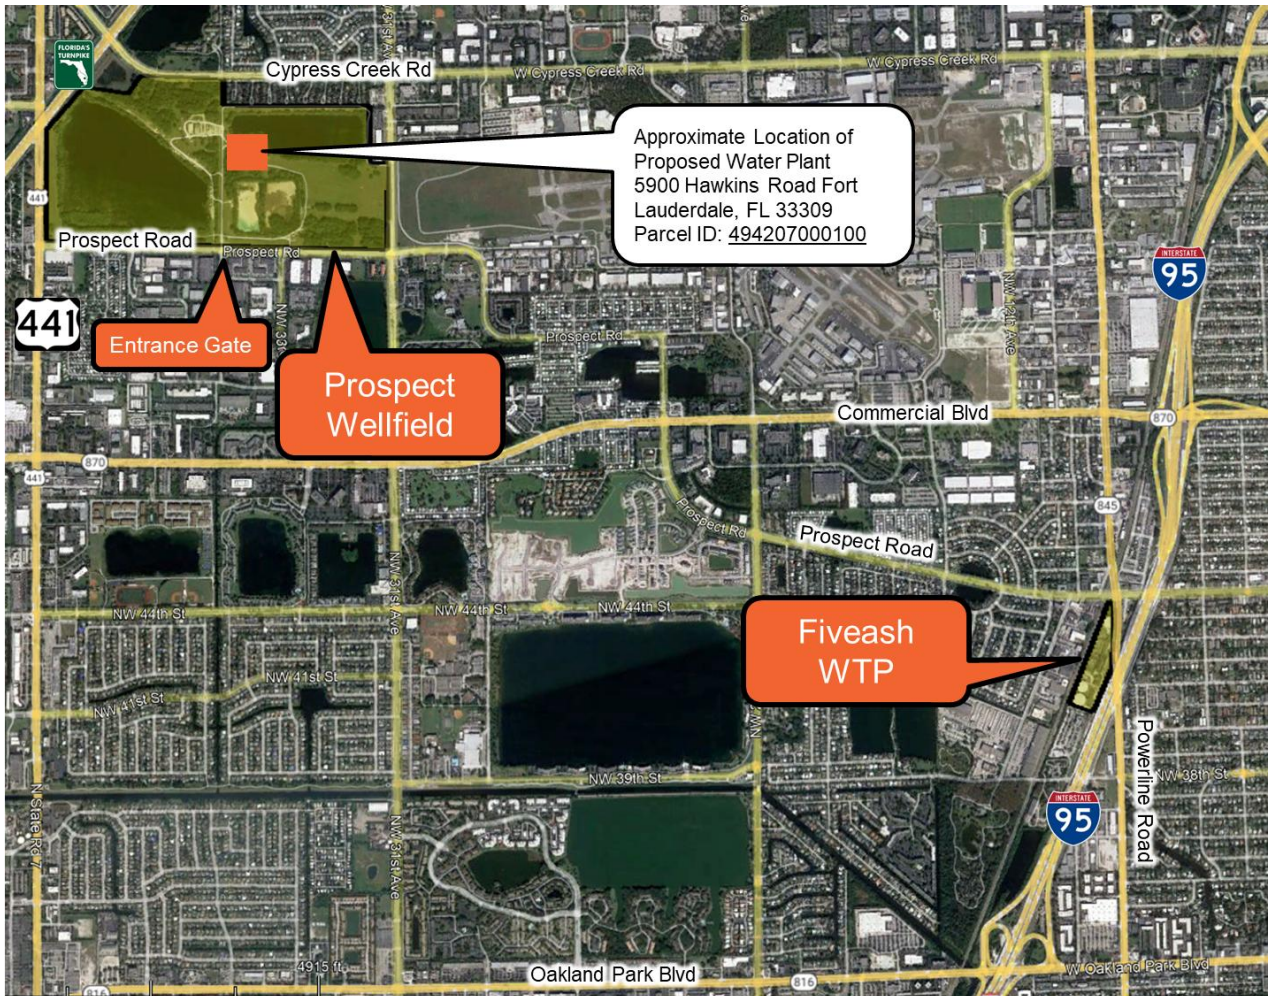 FLORIDA'S
TURNPIKE
Cypress Creek Rd
W Cypress Creek Rd
W Cypress Creek Rd
31st Ave
Ave
Approximate Location of
Proposed Water Plant
5900 Hawkins Road Fort
Lauderdale, FL 33309
Parcel ID: 494207000100
441
Prospect Road
Prospect Rd
INTERSTATE
95
441
Entrance Gate
Prospect
Wellfield
Prospect Rd
Commercial Blvd
870
870
441
845
Prospect Rd
Prospect Road
NW 31st Ave
NW 44th St
NW 44th St
NW 44th St
Fiveash
WTP
NW 41st St
NW 41st St
NW 39th St
NW 38th St
Powerline Road
INTERSTATE
95
N State Rd 7
NW 31st Ave
4915 ft
Oakland Park Blvd
W Oakland Park Blvd
816
816